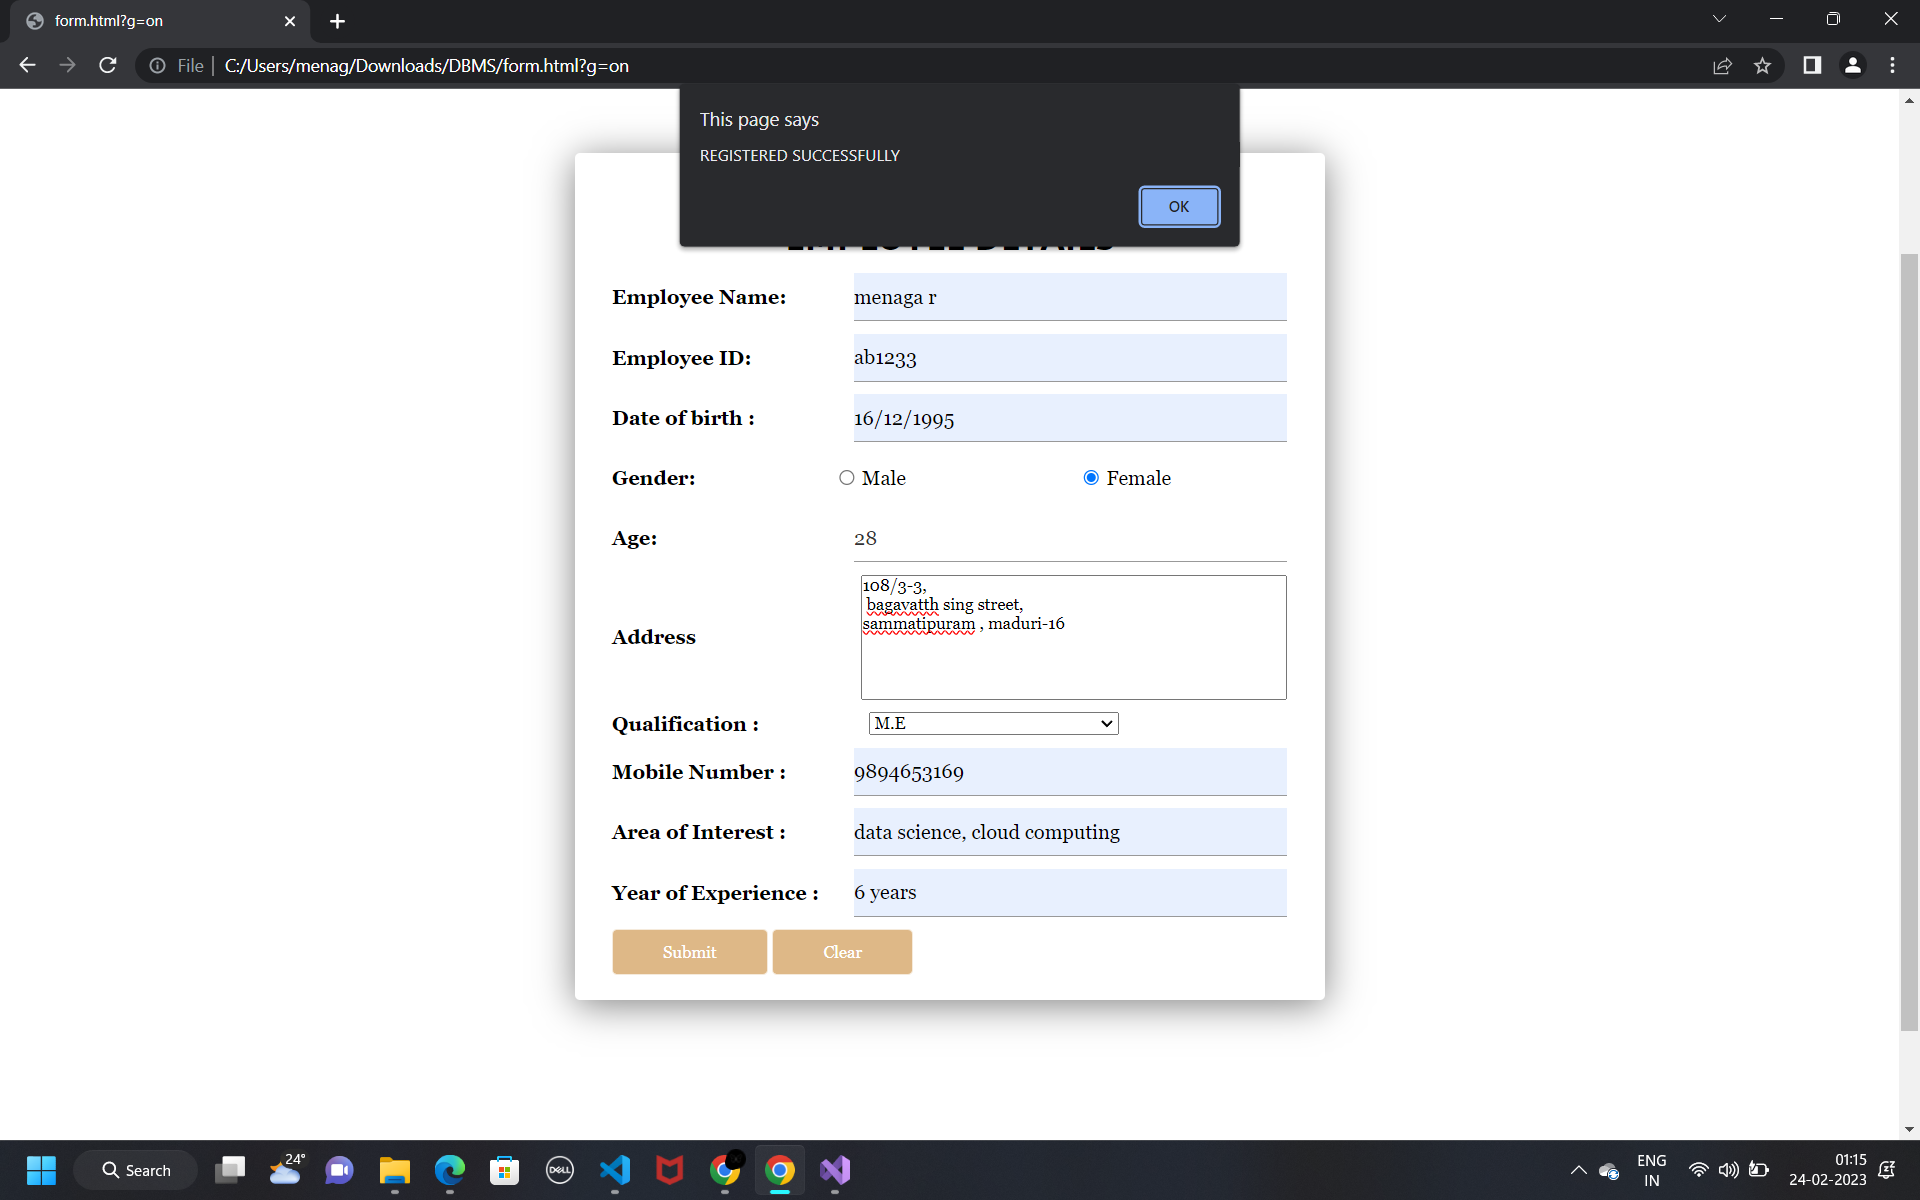 form.html?g=on
File | C:/Users/menag/Downloads/DBMS/form.html?g=on
This page says
REGISTERED SUCCESSFULLY
OK
EMPLOYEE DETAILS
Employee Name: menaga r
Employee ID: ab1233
Date of birth : 16/12/1995
Gender: Male Female
Age: 28
Address
108/3-3,
bagavatth sing street,
sammatipuram , maduri-16
Qualification : M.E
Mobile Number : 9894653169
Area of Interest : data science, cloud computing
Year of Experience : 6 years
Submit Clear
Search 24° DELL ENG 01:15
IN 24-02-2023